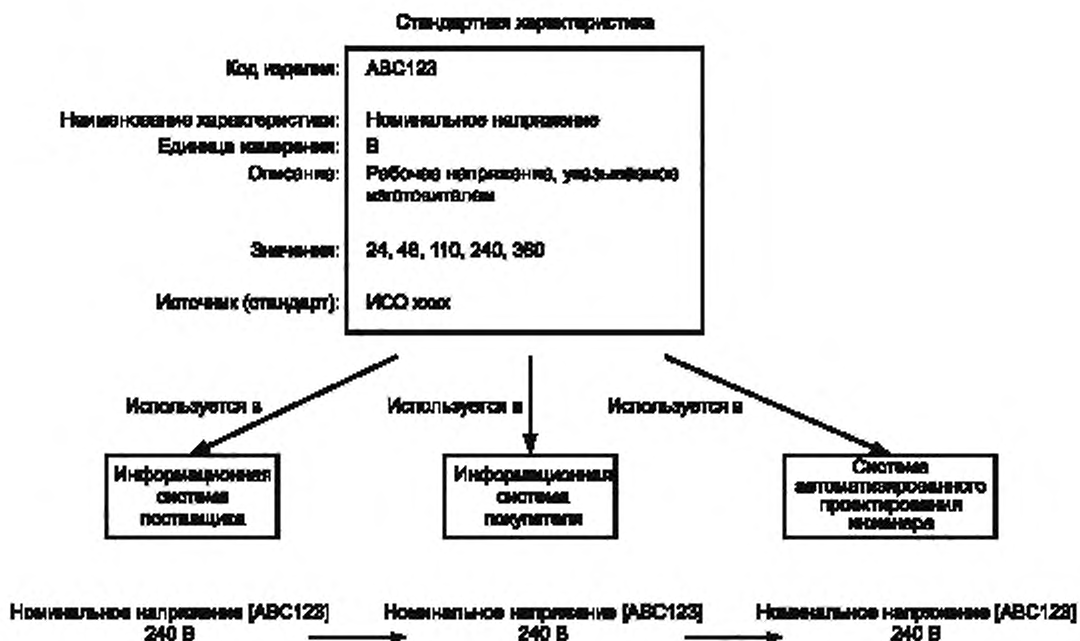 Стандартная характеристика
Код изделия: ABC123
Наименование характеристики: Номинальное напряжение
Единица измерения: В
Описание: Рабочее напряжение, указываемое
изготовителем
Значения: 24, 48, 110, 240, 360
Источник (стандарт): ИСО хххх
Используется в Используется в Используется в
Информационная
система
поставщика
Информационная
система
покупателя
Система
автоматизированного
проектирования
инженера
Номинальное напряжение [ABC123] Номинальное напряжение [ABC123] Номинальное напряжение [ABC123]
240 В 240 В 240 В